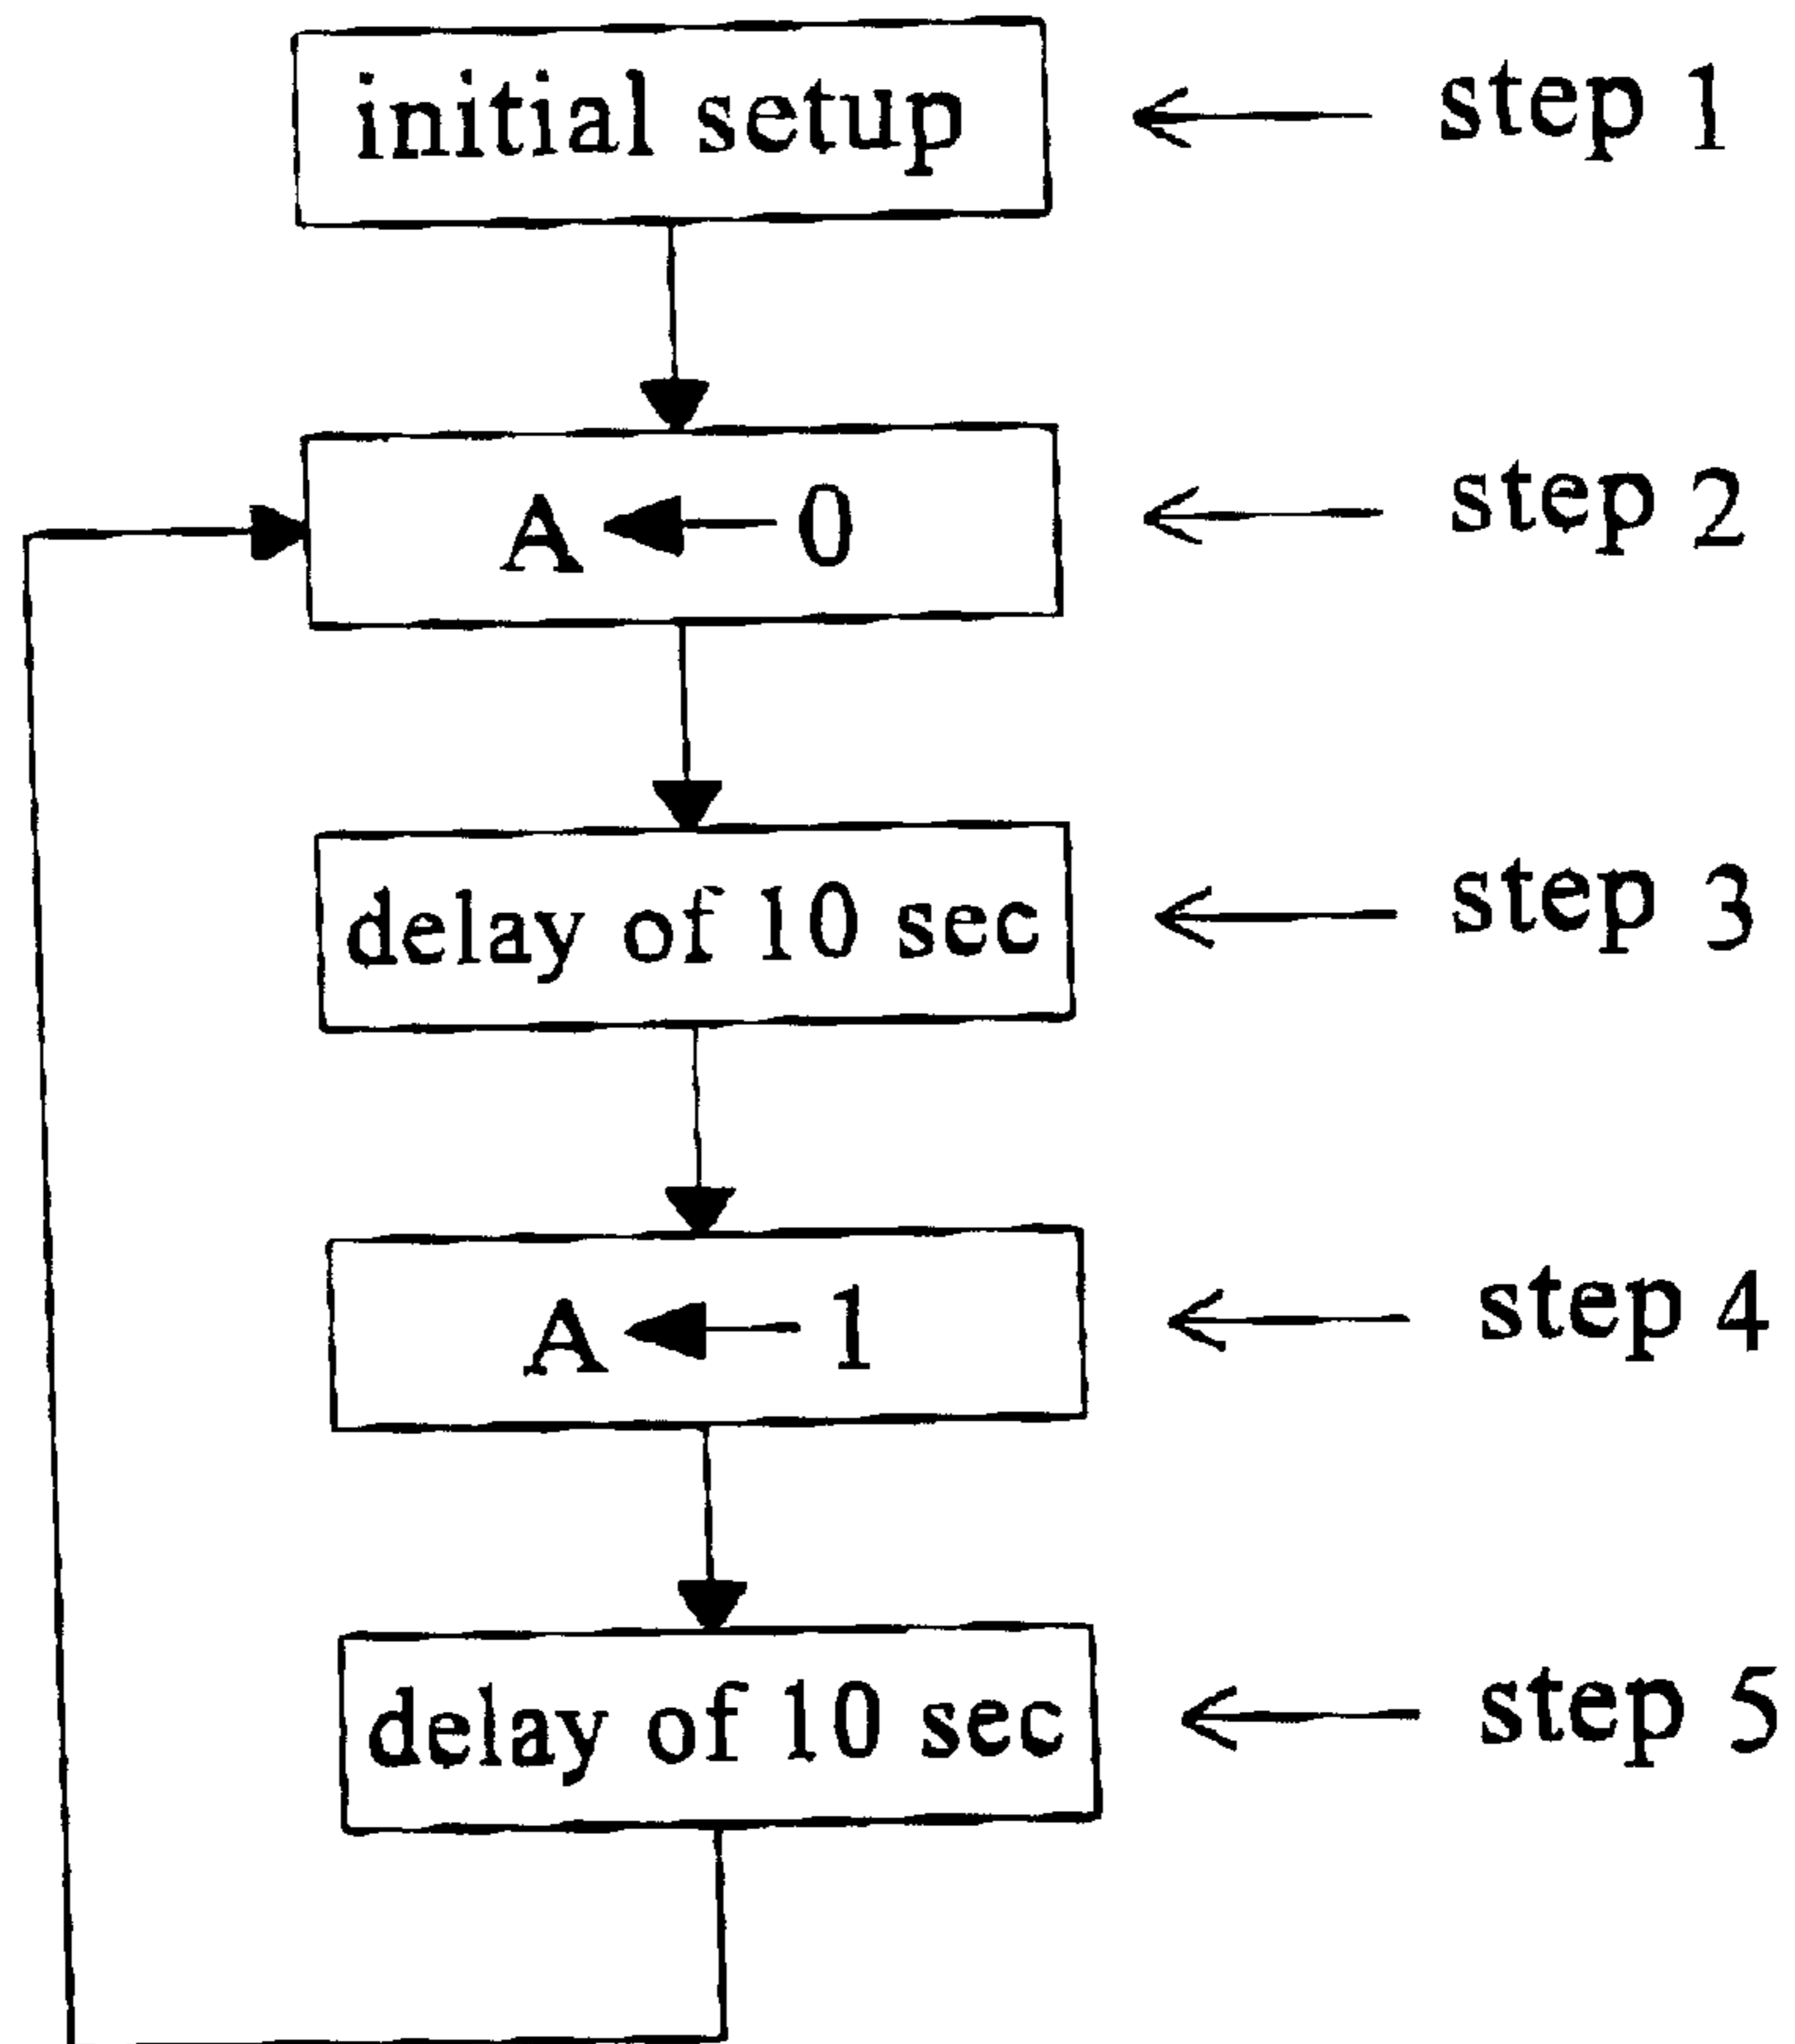 initial setup step 1
A ← 0 step 2
delay of 10 sec step 3
A ← 1 step 4
delay of 10 sec step 5